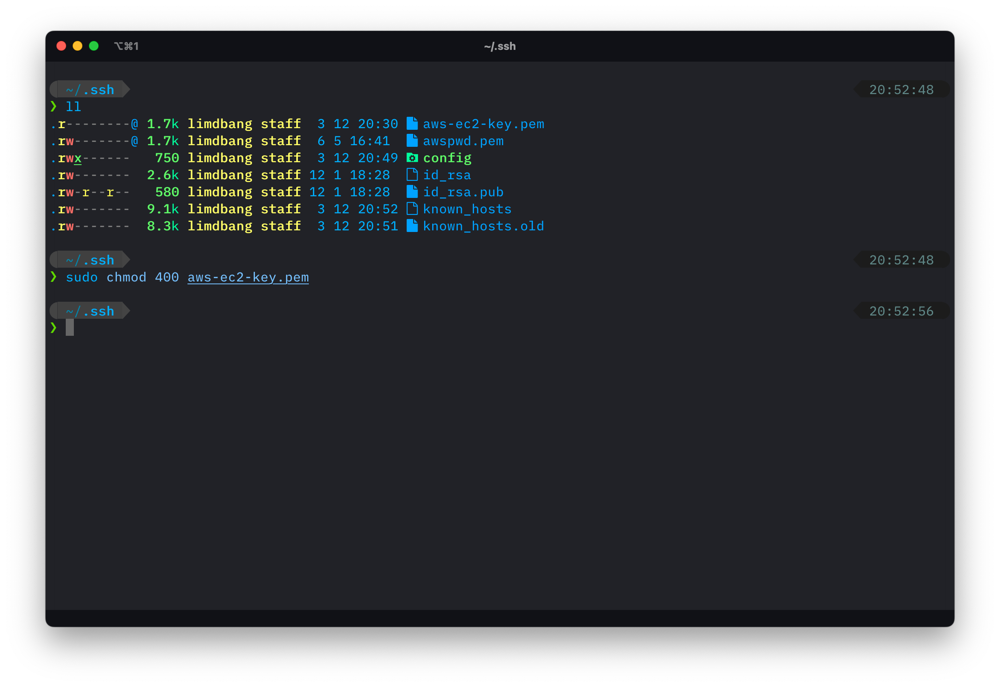 ⌥⌘1 ~/.ssh
~/.ssh 20:52:48
❯ ll
.r--------@ 1.7k limdbang staff  3 12 20:30 aws-ec2-key.pem
.rw-------@ 1.7k limdbang staff  6 5 16:41 awspwd.pem
.rwx------ 750 limdbang staff  3 12 20:49 config
.rw------- 2.6k limdbang staff 12 1 18:28 id_rsa
.rw-r--r-- 580 limdbang staff 12 1 18:28 id_rsa.pub
.rw------- 9.1k limdbang staff  3 12 20:52 known_hosts
.rw------- 8.3k limdbang staff  3 12 20:51 known_hosts.old
~/.ssh 20:52:48
❯ sudo chmod 400 aws-ec2-key.pem
~/.ssh 20:52:56
❯